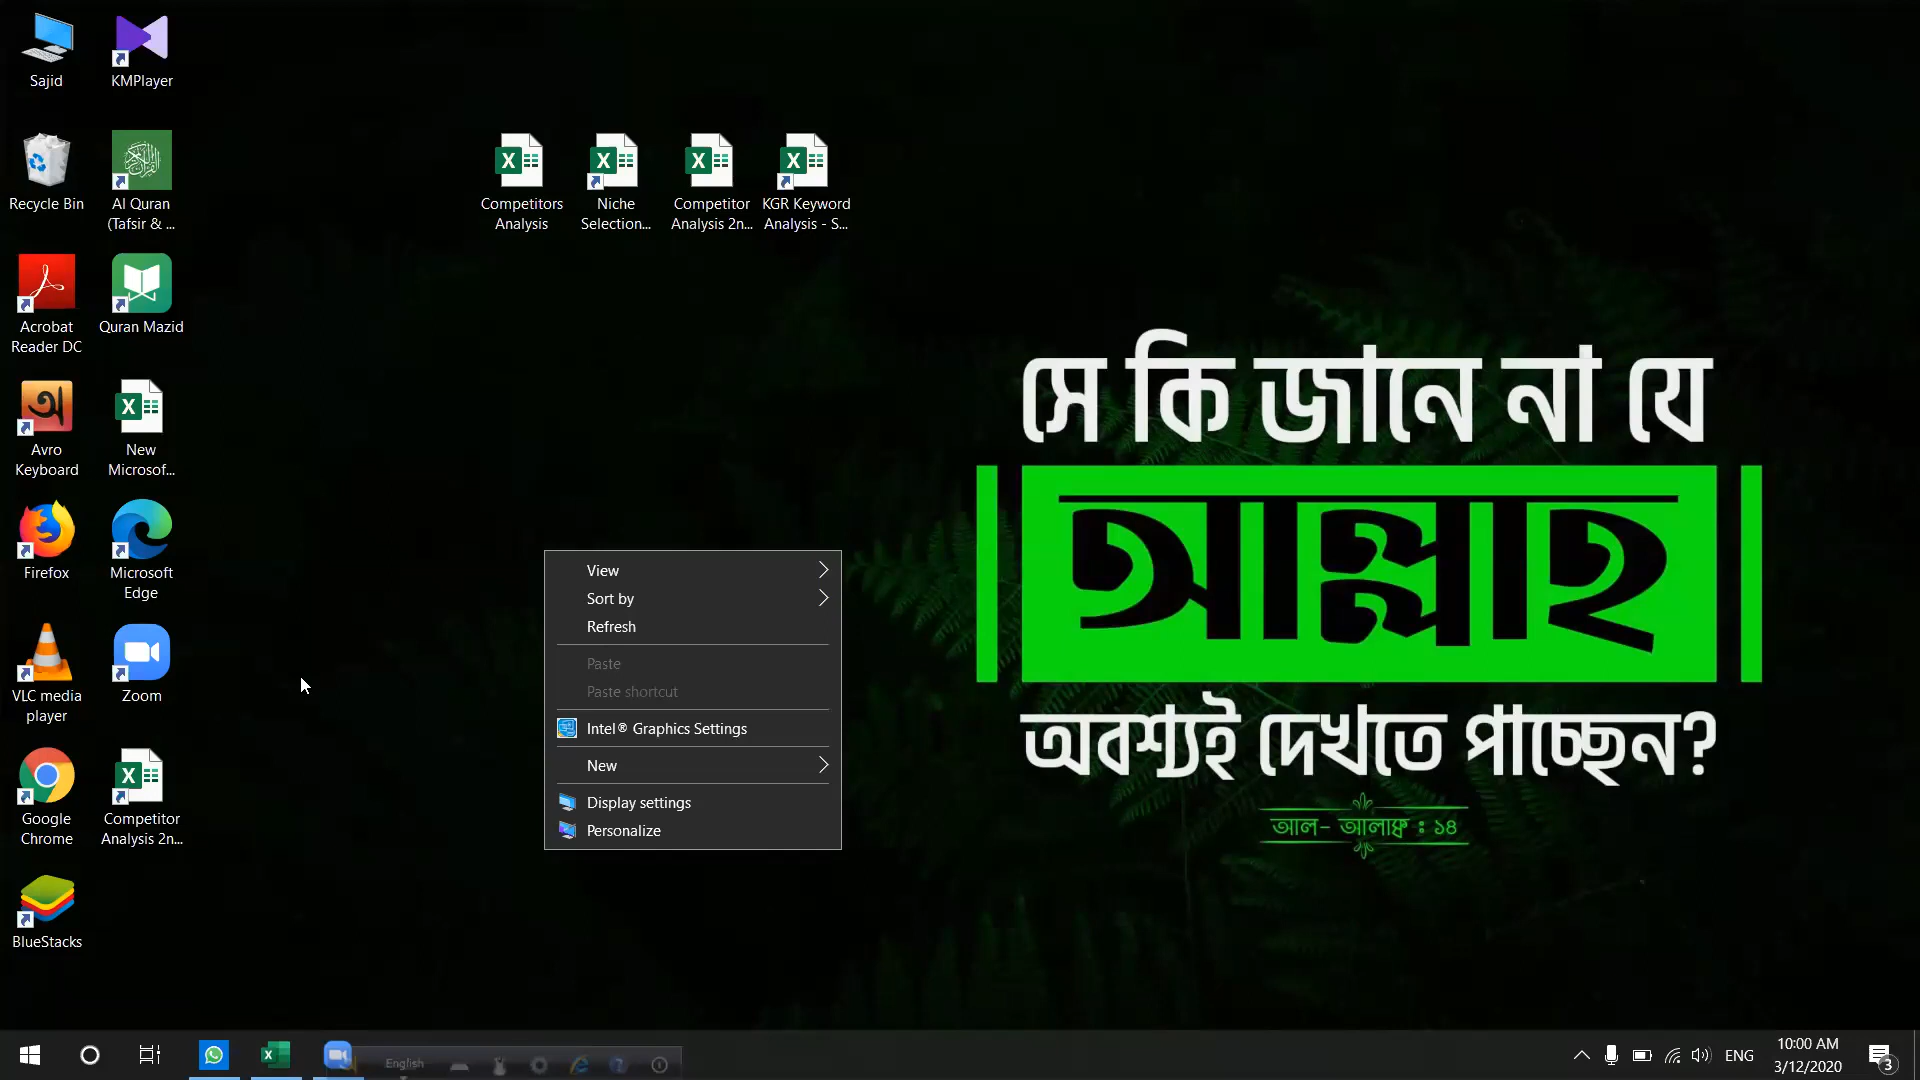 Sajid
KMPlayer
Recycle Bin
Al Quran
(Tafsir & ...
Competitors
Analysis
Niche
Selection...
Competitor
Analysis 2n...
KGR Keyword
Analysis - S...
Acrobat
Reader DC
Quran Mazid
Avro
Keyboard
New
Microsof...
Firefox
Microsoft
Edge
VLC media
player
Zoom
Google
Chrome
Competitor
Analysis 2n...
BlueStacks
View
Sort by
Refresh
Paste
Paste shortcut
Intel® Graphics Settings
New
Display settings
Personalize
সে কি জানে না যে
আল্লাহ
অবশ্যই দেখতে পাচ্ছেন?
আল- আলাক্ব : ১৪
English
ENG
10:00 AM
3/12/2020
3